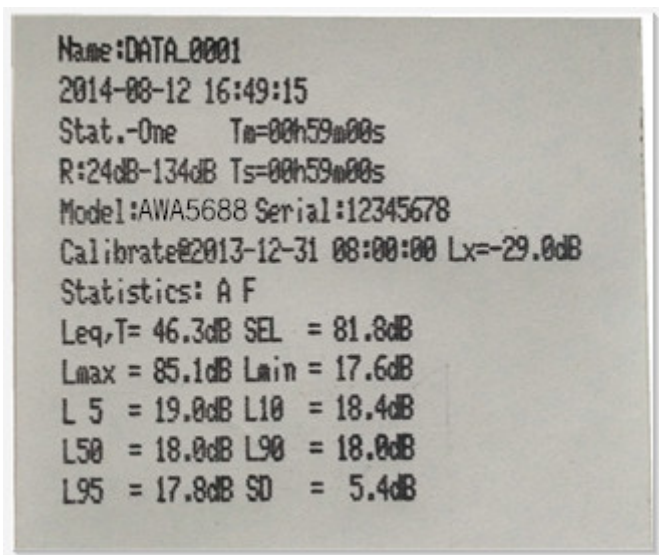 Name:DATA_0001
2014-08-12 16:49:15
Stat.-One Tm=00h59m00s
R:24dB-134dB Ts=00h59m00s
Model:AWA5688 Serial:12345678
Calibrate@2013-12-31 08:00:00 Lx=-29.0dB
Statistics: A F
Leq,T= 46.3dB SEL = 81.8dB
Lmax = 85.1dB Lmin = 17.6dB
L 5 = 19.0dB L10 = 18.4dB
L50 = 18.0dB L90 = 18.0dB
L95 = 17.8dB SD = 5.4dB